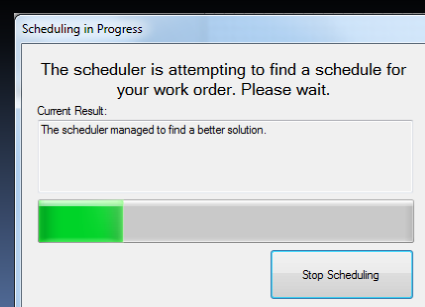 Scheduling in Progress
The scheduler is attempting to find a schedule for
your work order. Please wait.
Current Result:
The scheduler managed to find a better solution.
Stop Scheduling